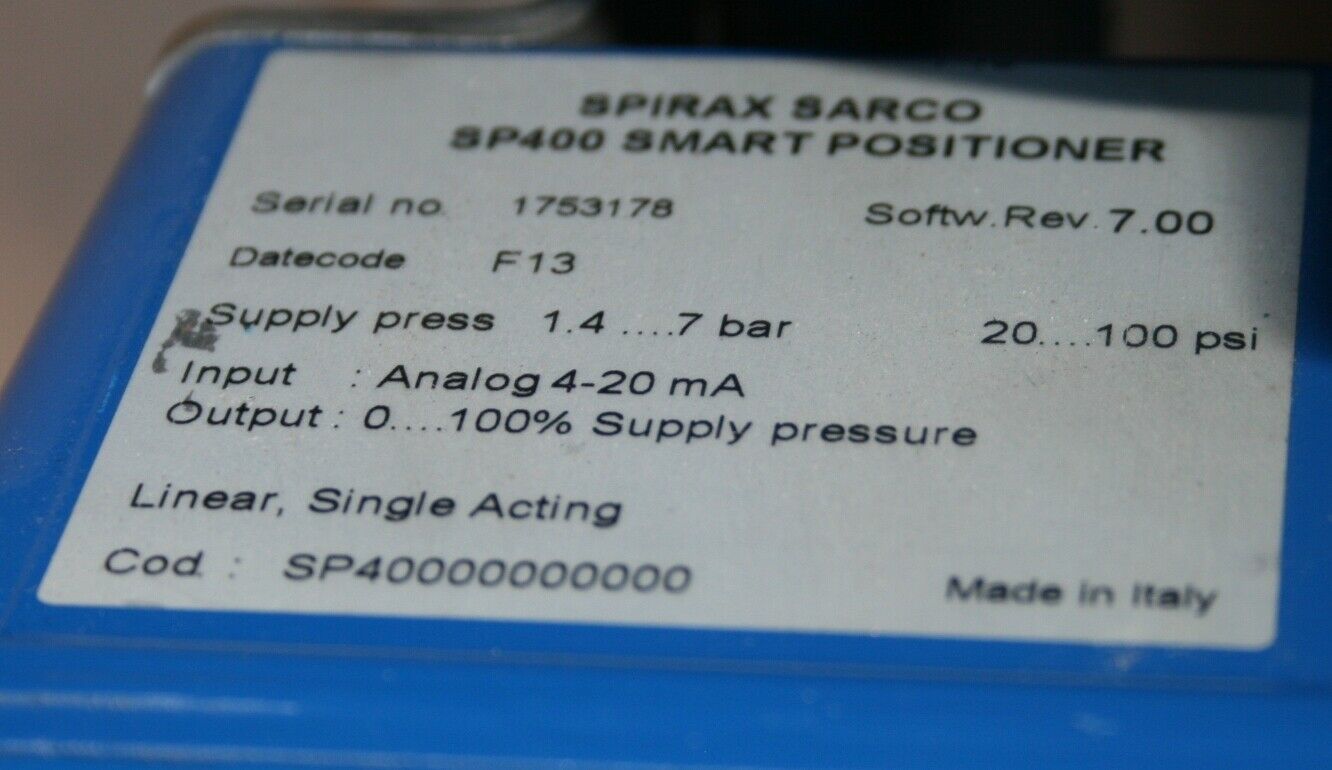 SPIRAX SARCO
SP400 SMART POSITIONER
Serial no. 1753178 Softw. Rev. 7.00
Datecode F13
Supply press 1.4 ....7 bar 20....100 psi
Input : Analog 4-20 mA
Output : 0....100% Supply pressure
Linear, Single Acting
Cod. : SP40000000000
Made in Italy